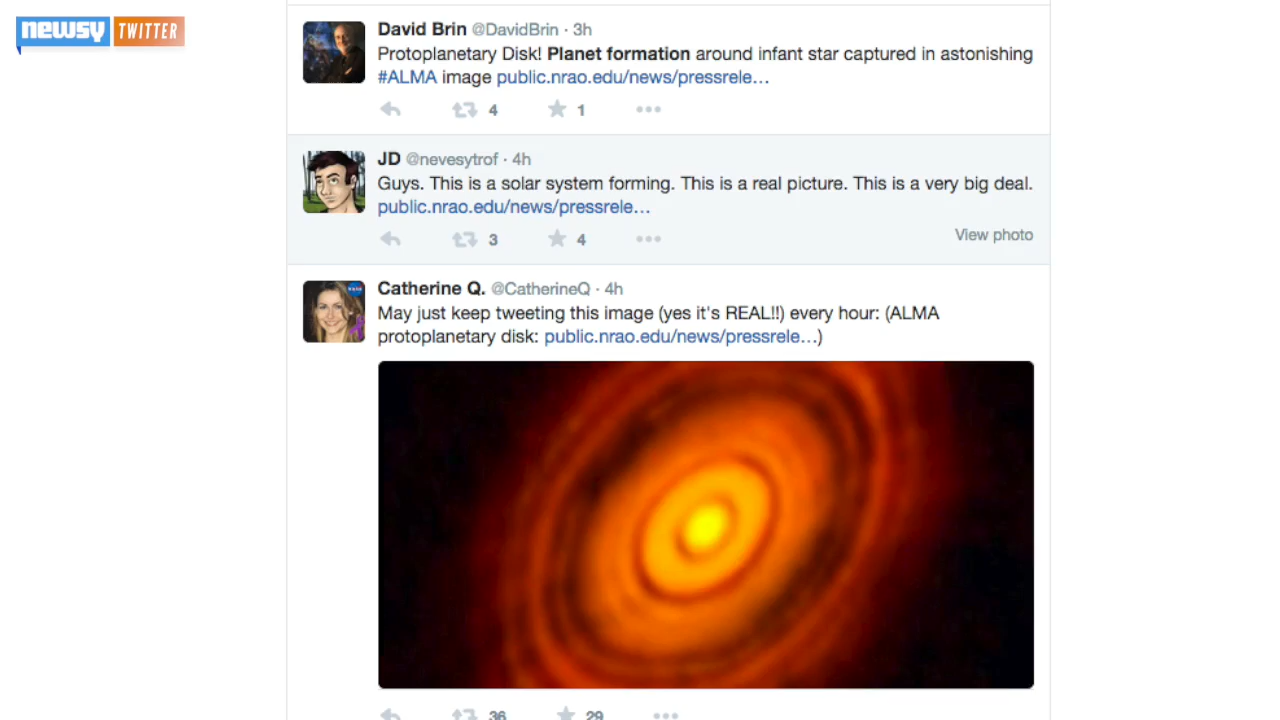 newsy TWITTER
David Brin @DavidBrin · 3h
Protoplanetary Disk! Planet formation around infant star captured in astonishing
#ALMA image public.nrao.edu/news/pressrele…
4 1
JD @nevesytrof · 4h
Guys. This is a solar system forming. This is a real picture. This is a very big deal.
public.nrao.edu/news/pressrele…
3 4
View photo
Catherine Q. @CatherineQ · 4h
May just keep tweeting this image (yes it's REAL!!) every hour: (ALMA
protoplanetary disk: public.nrao.edu/news/pressrele…)
36 29